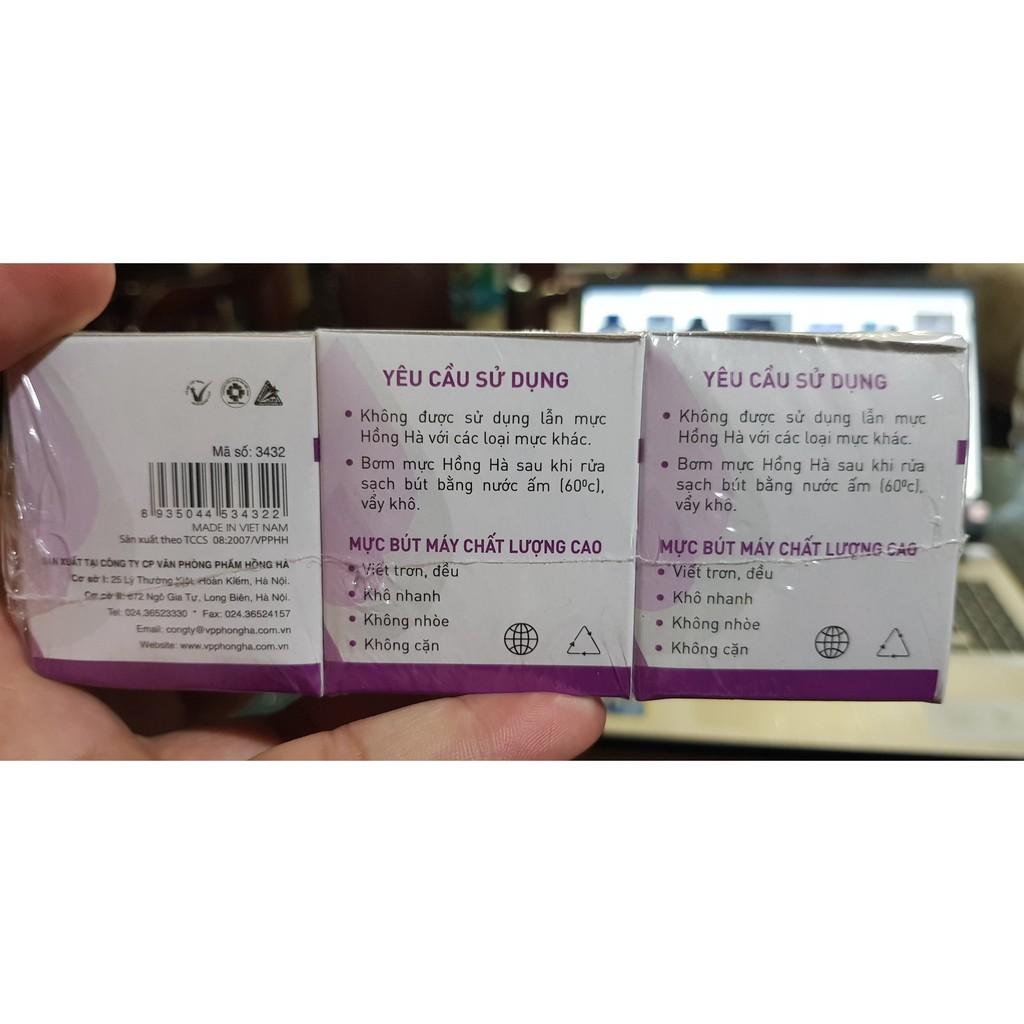 Mã số: 3432
8 935044 534322
MADE IN VIET NAM
Sản xuất theo TCCS 08:2007/VPPHH
XUẤT TẠI CÔNG TY CP VĂN PHÒNG PHẨM HỒNG HÀ
Cơ sở I: 25 Lý Thường Kiệt, Hoàn Kiếm, Hà Nội.
Cơ sở II: 672 Ngô Gia Tự, Long Biên, Hà Nội.
Tel: 024.36523330 * Fax: 024.36524157
Email: congty@vpphongha.com.vn
Website: www.vpphongha.com.vn
YÊU CẦU SỬ DỤNG
• Không được sử dụng lẫn mực
Hồng Hà với các loại mực khác.
• Bơm mực Hồng Hà sau khi rửa
sạch bút bằng nước ấm (60⁰c),
vẩy khô.
MỰC BÚT MÁY CHẤT LƯỢNG CAO
• Viết trơn, đều
• Khô nhanh
• Không nhòe
• Không cặn
YÊU CẦU SỬ DỤNG
• Không được sử dụng lẫn mực
Hồng Hà với các loại mực khác.
• Bơm mực Hồng Hà sau khi rửa
sạch bút bằng nước ấm (60⁰c),
vẩy khô.
MỰC BÚT MÁY CHẤT LƯỢNG CAO
• Viết trơn, đều
• Khô nhanh
• Không nhòe
• Không cặn